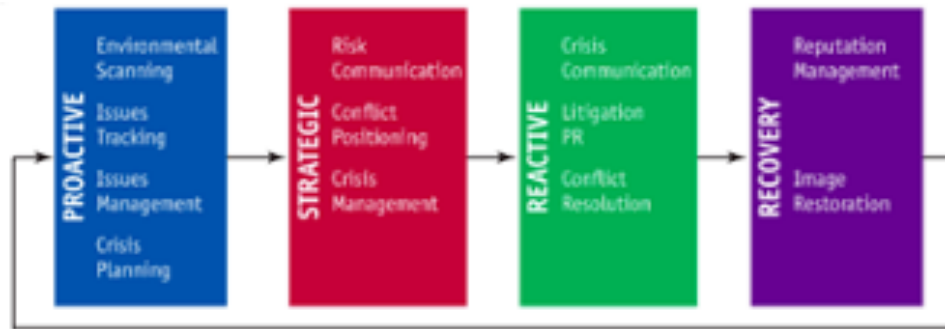 PROACTIVE
Environmental
Scanning
Issues
Tracking
Issues
Management
Crisis
Planning
STRATEGIC
Risk
Communication
Conflict
Positioning
Crisis
Management
REACTIVE
Crisis
Communication
Litigation
PR
Conflict
Resolution
RECOVERY
Reputation
Management
Image
Restoration